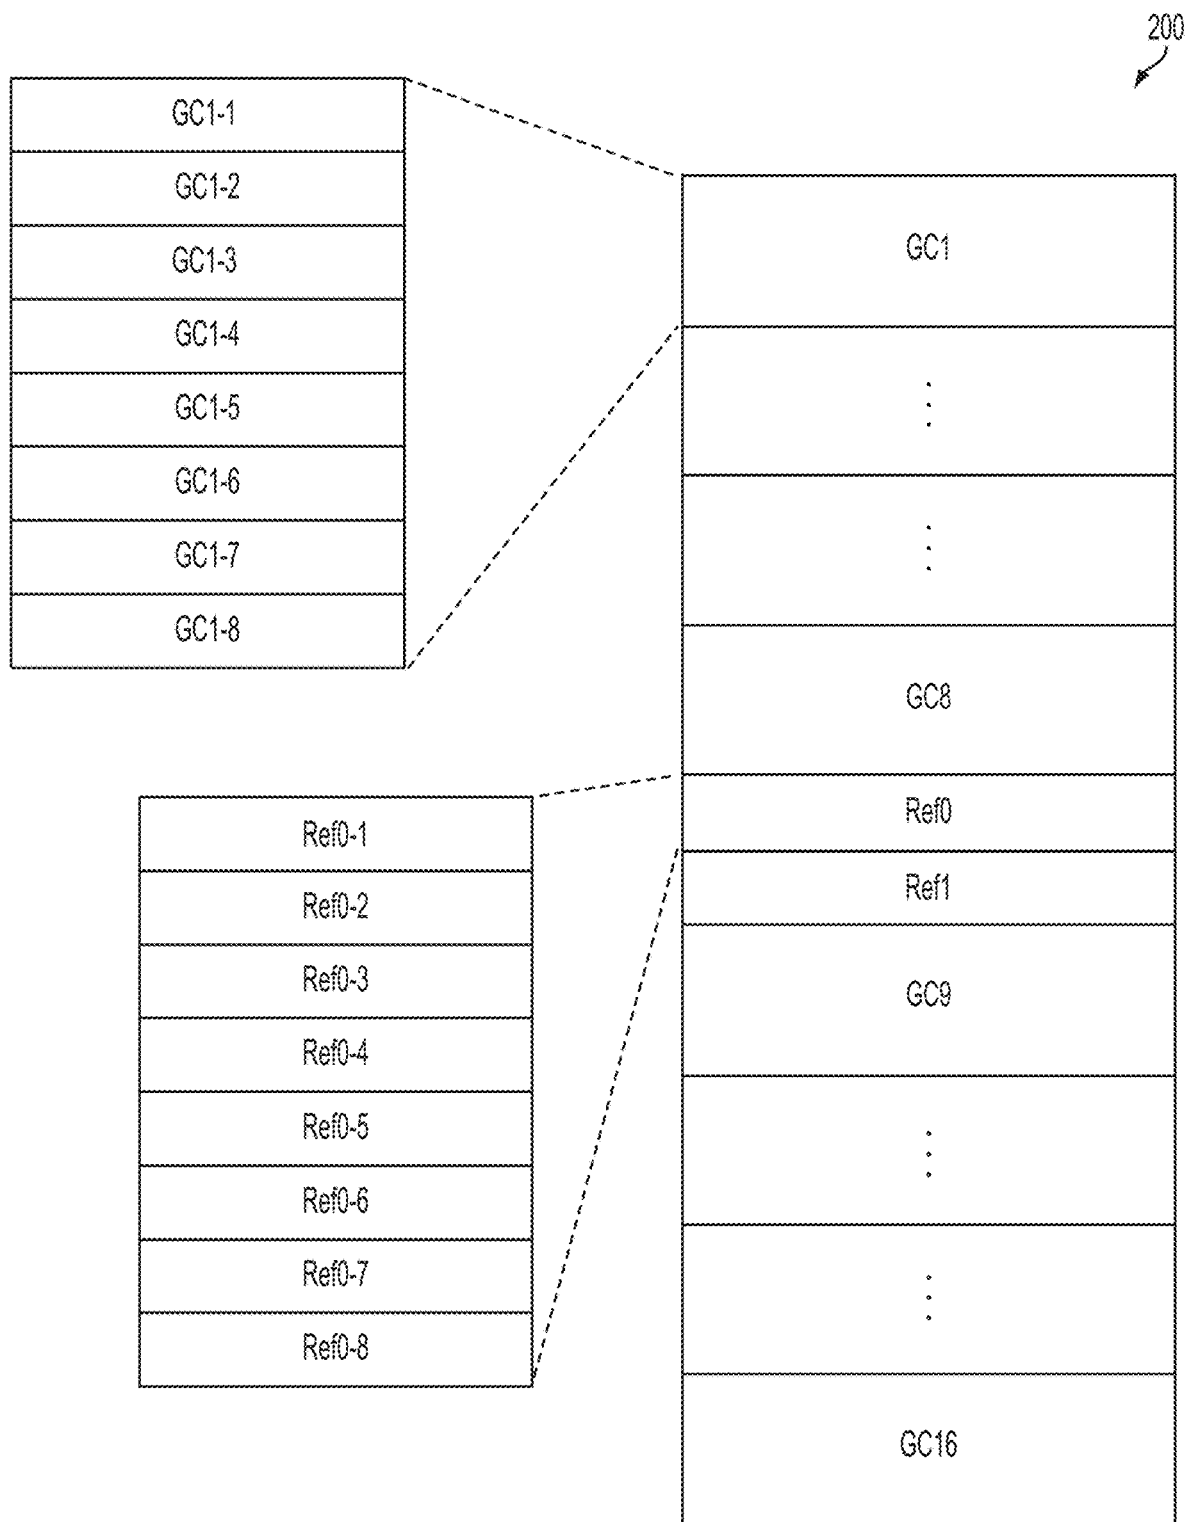 200
GC1-1
GC1-2
GC1-3
GC1-4
GC1-5
GC1-6
GC1-7
GC1-8
Ref0-1
Ref0-2
Ref0-3
Ref0-4
Ref0-5
Ref0-6
Ref0-7
Ref0-8
GC1
⋮
⋮
GC8
Ref0
Ref1
GC9
⋮
⋮
GC16